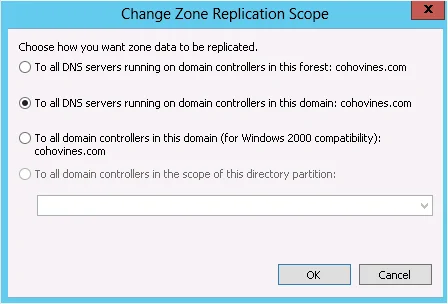 Change Zone Replication Scope
Choose how you want zone data to be replicated.
To all DNS servers running on domain controllers in this forest: cohovines.com
To all DNS servers running on domain controllers in this domain: cohovines.com
To all domain controllers in this domain (for Windows 2000 compatibility):
cohovines.com
To all domain controllers in the scope of this directory partition:
OK
Cancel